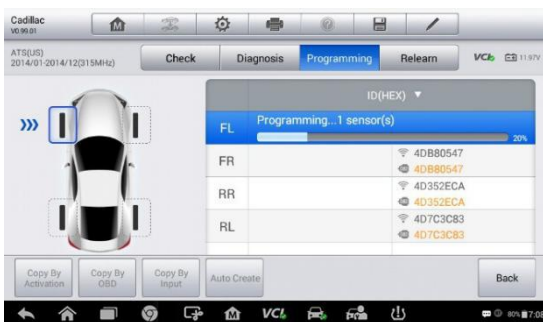 Cadillac
V0.99.01
ATS(US)
2014/01-2014/12(315MHz)
Check
Diagnosis
Programming
Relearn
VCI
11.97V
ID(HEX) ▼
FL
Programming...1 sensor(s)
20%
FR
4DB80547
4DB80547
RR
4D352ECA
4D352ECA
RL
4D7C3C83
4D7C3C83
Copy By
Activation
Copy By
OBD
Copy By
Input
Auto Create
Back
VCI
80%
7:08